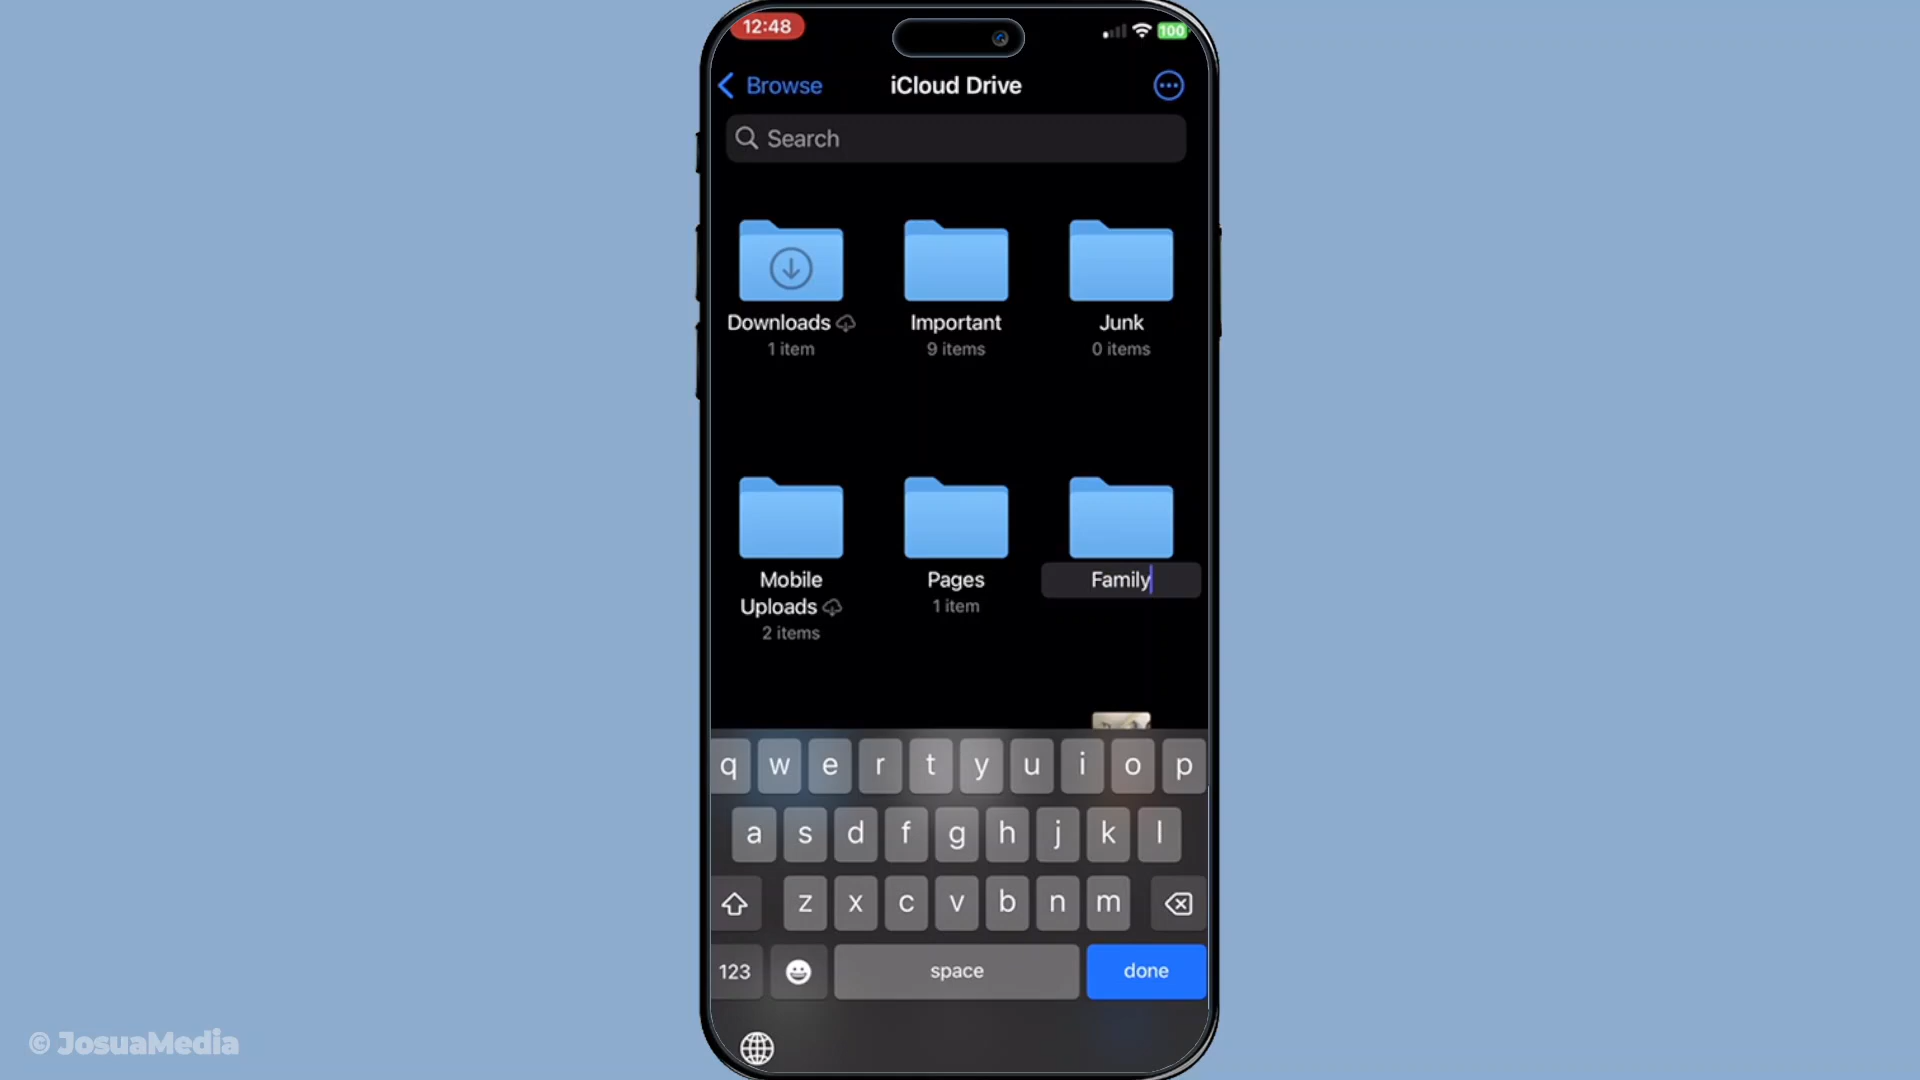 12:48
100
Browse
iCloud Drive
Search
Downloads
1 item
Important
9 items
Junk
0 items
Mobile
Uploads
2 items
Pages
1 item
Family
q w e r t y u i o p
a s d f g h j k l
z x c v b n m
123 space done
© JosuaMedia